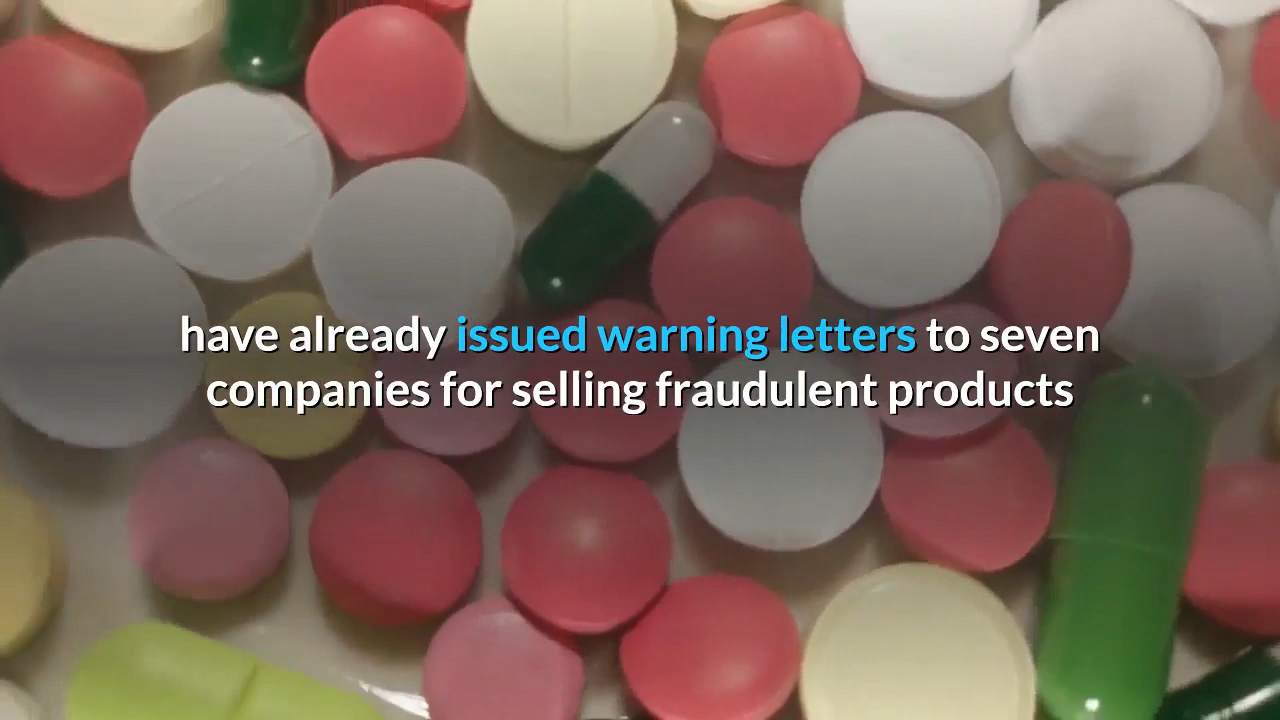 have already issued warning letters to seven
companies for selling fraudulent products